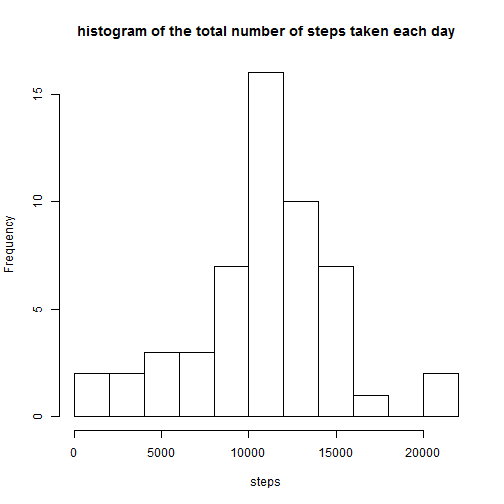 histogram of the total number of steps taken each day
15
10
5
0
Frequency
0 5000 10000 15000 20000
steps